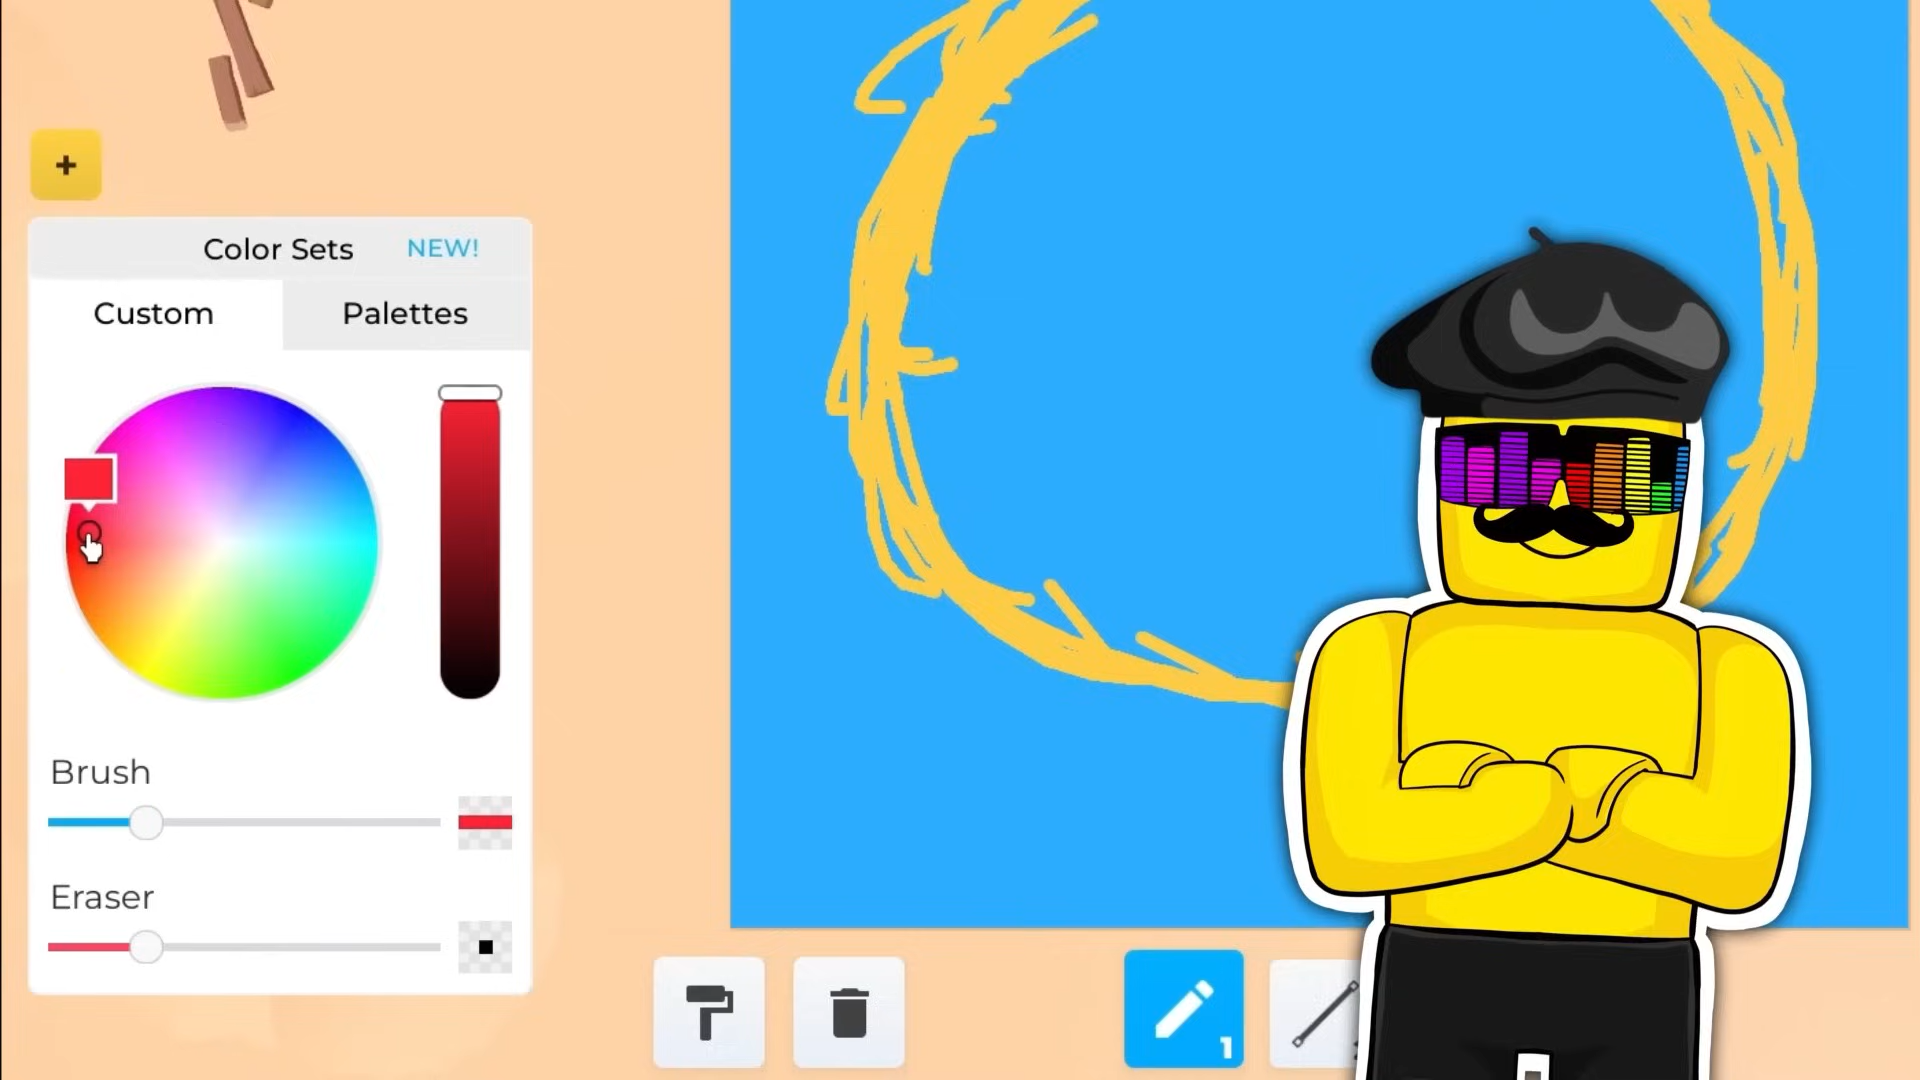 +
Color Sets NEW!
Custom Palettes
Brush
Eraser
1